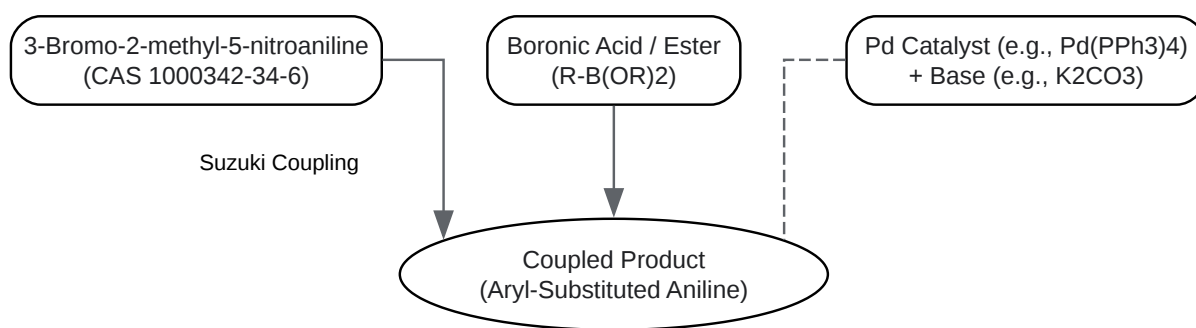 3-Bromo-2-methyl-5-nitroaniline
(CAS 1000342-34-6)
Boronic Acid / Ester
(R-B(OR)2)
Pd Catalyst (e.g., Pd(PPh3)4)
+ Base (e.g., K2CO3)
Suzuki Coupling
Coupled Product
(Aryl-Substituted Aniline)